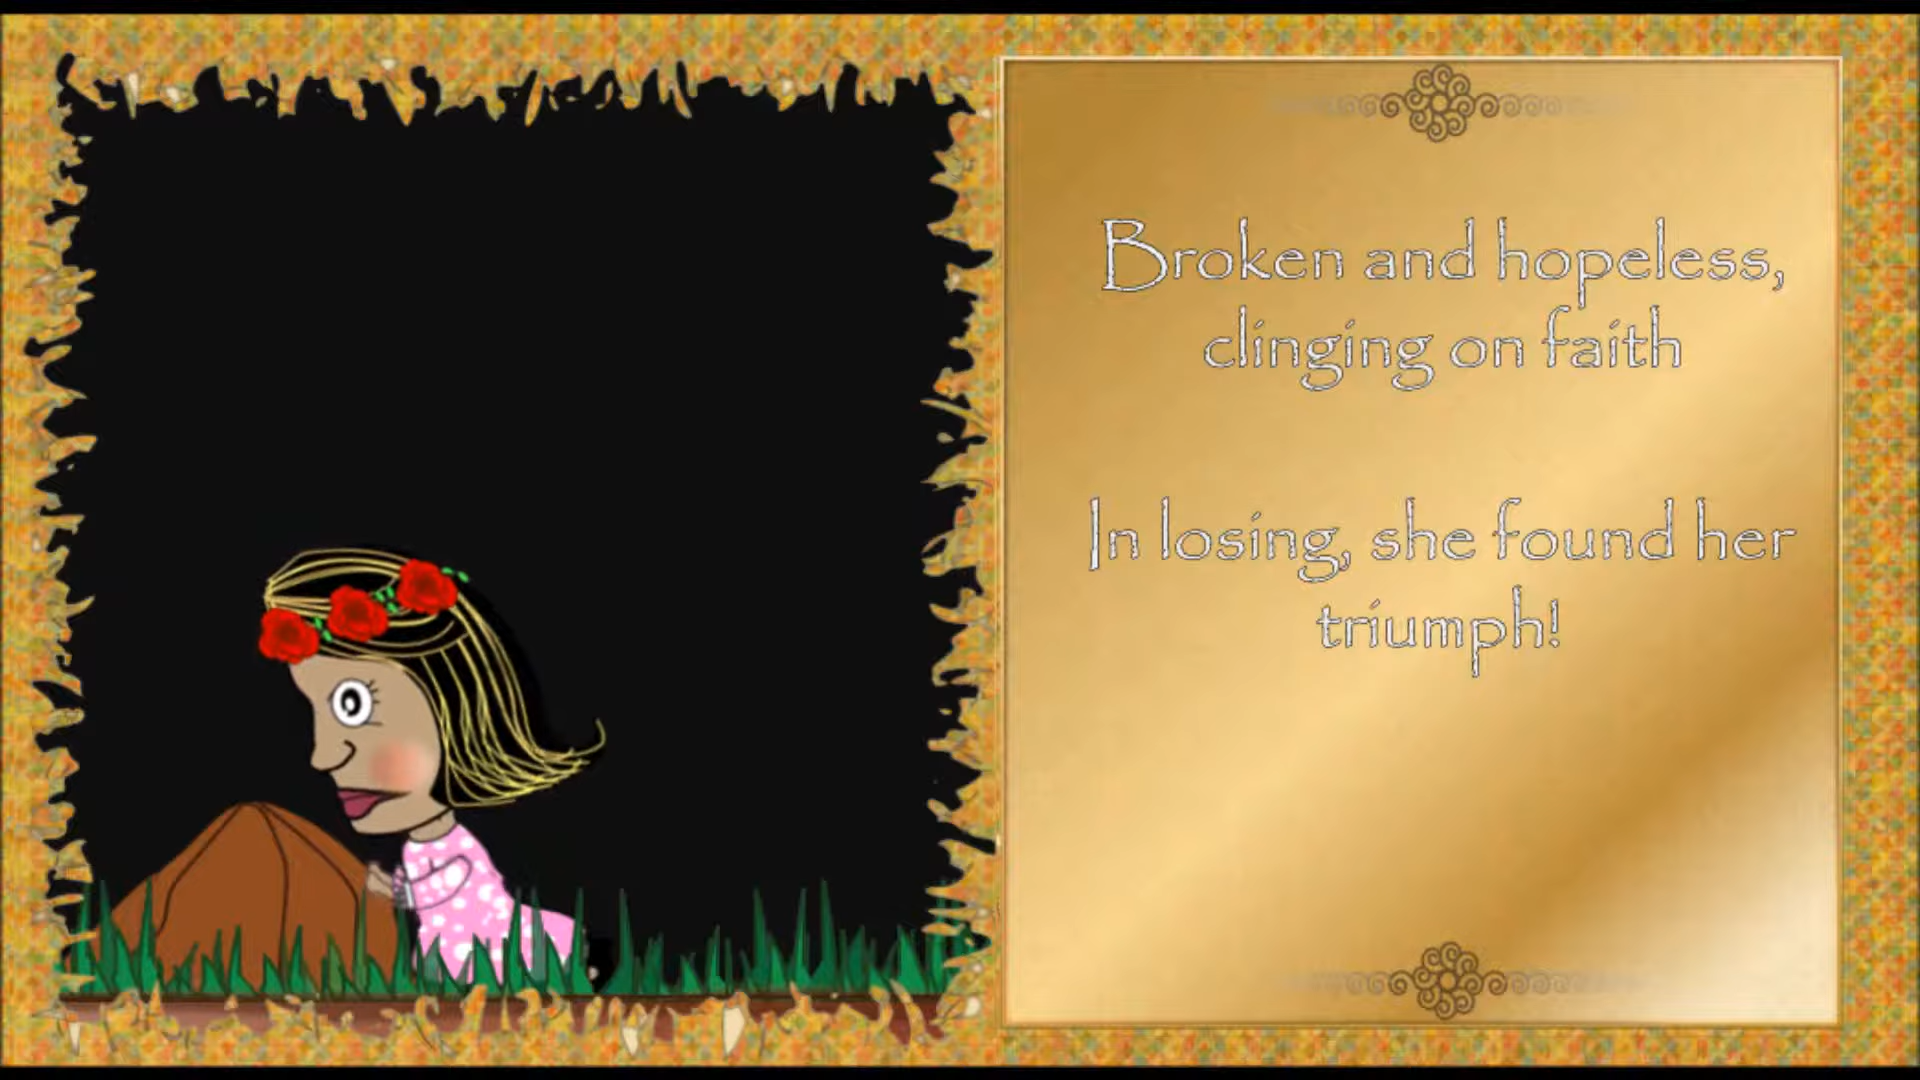 Broken and hopeless,
clinging on faith
In losing, she found her
triumph!